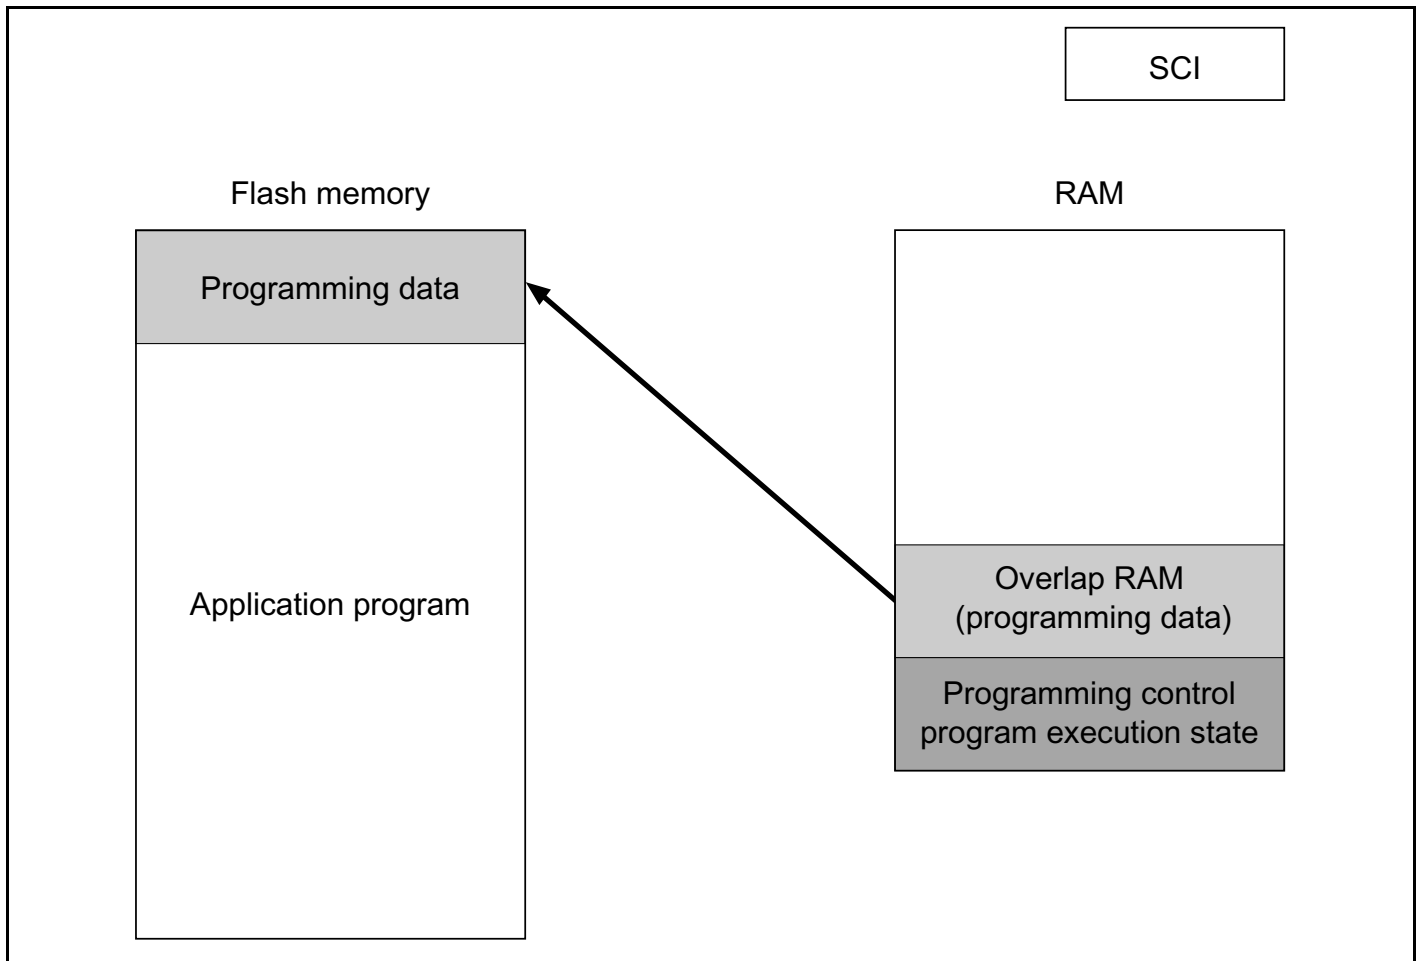 SCI
Flash memory
RAM
Programming data
Application program
Overlap RAM
(programming data)
Programming control
program execution state